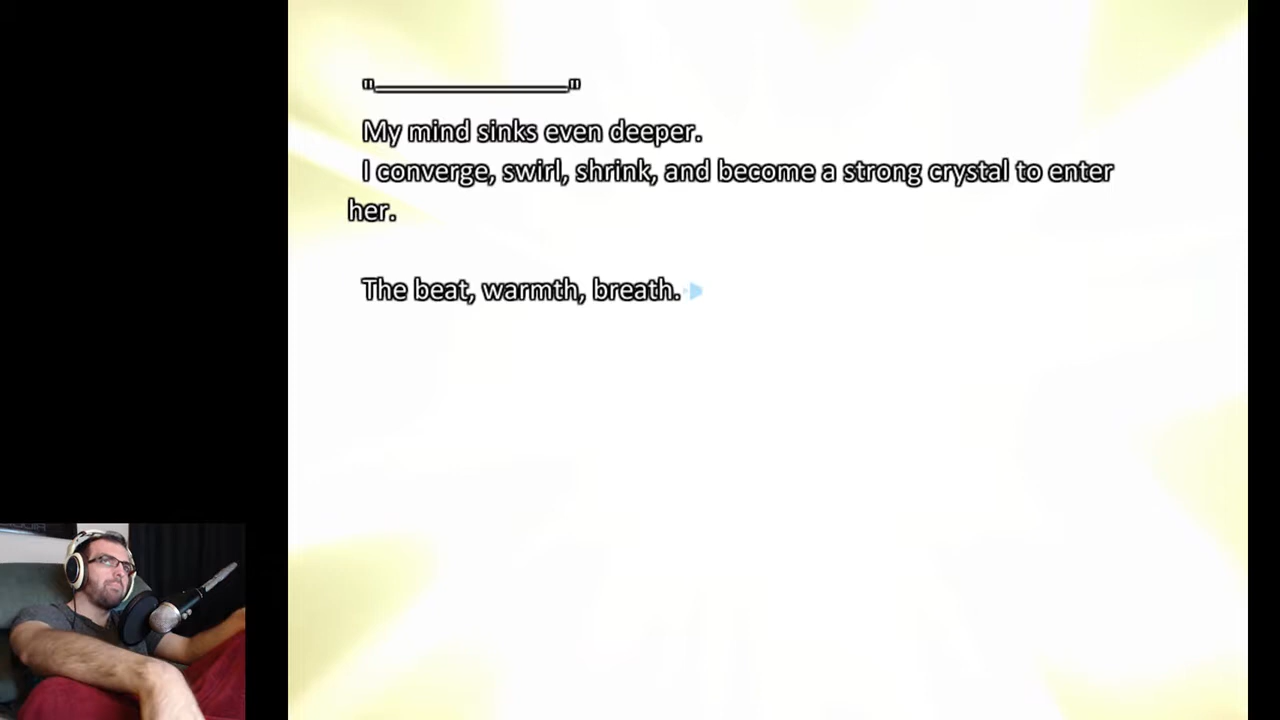 "————————"
My mind sinks even deeper.
I converge, swirl, shrink, and become a strong crystal to enter
her.
The beat, warmth, breath.